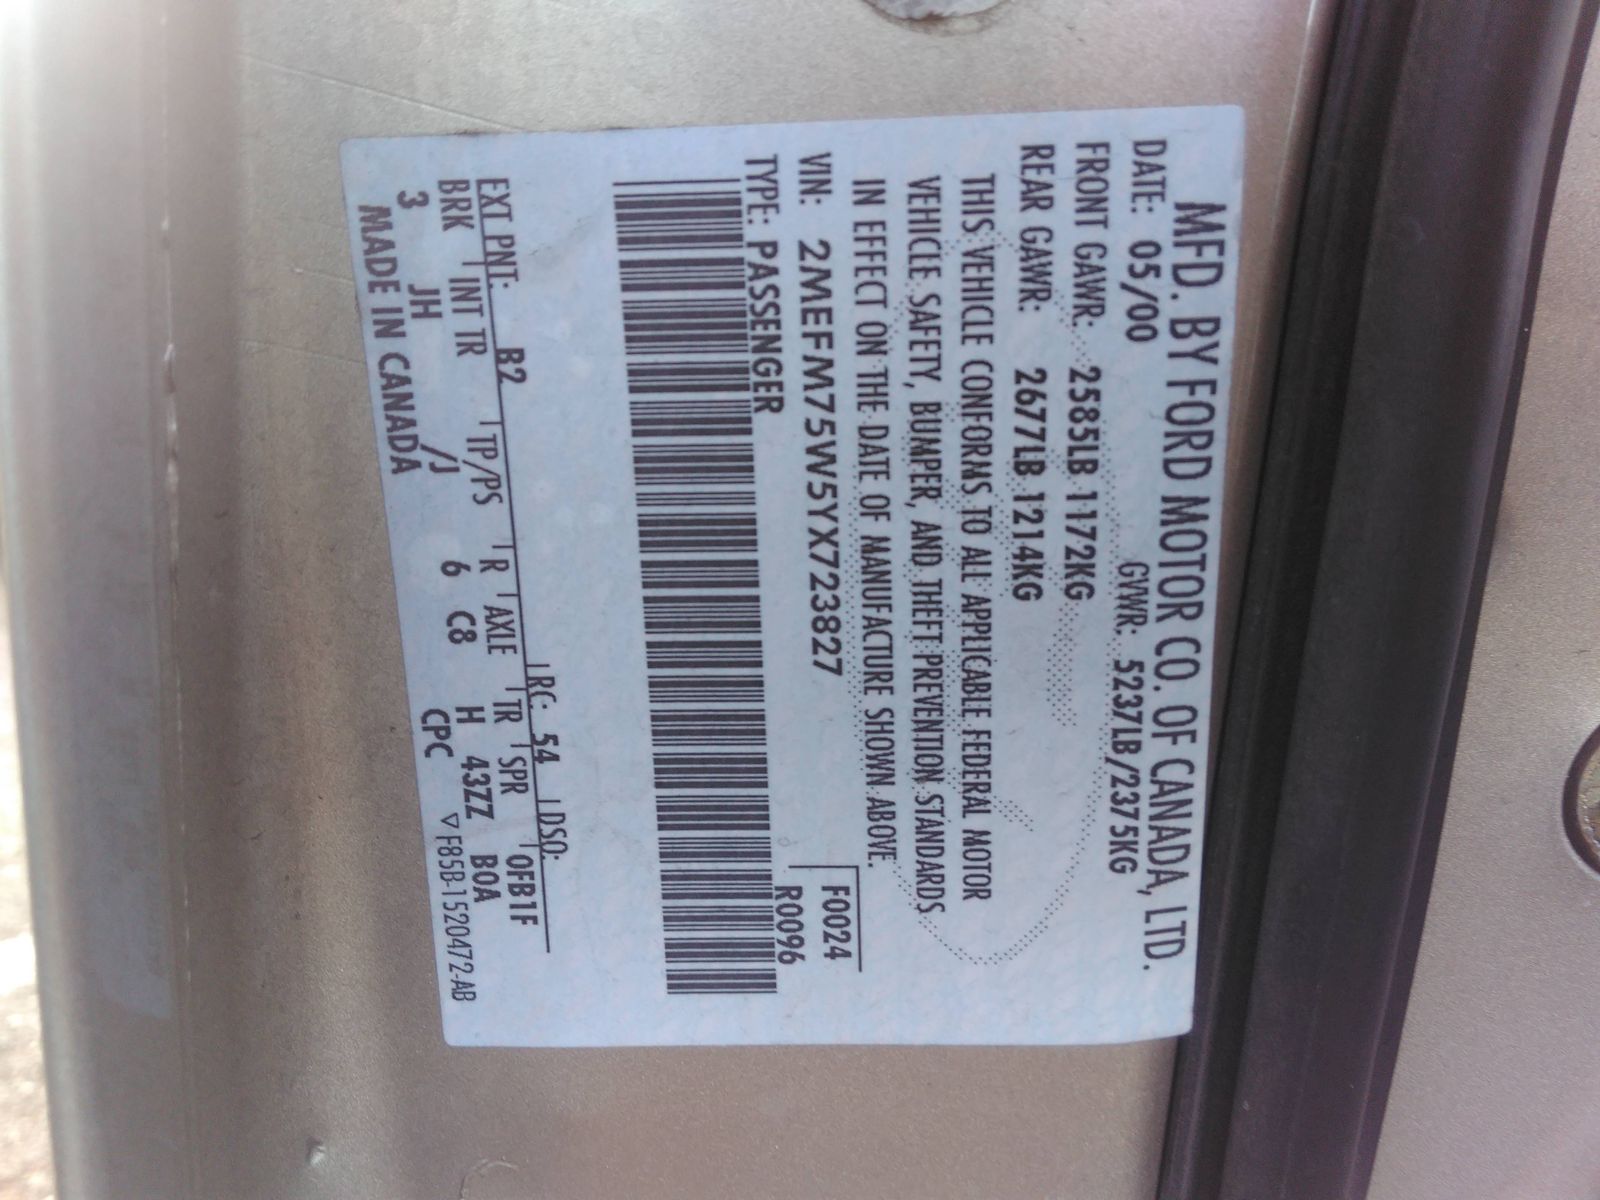 MFD. BY FORD MOTOR CO. OF CANADA, LTD.
DATE: 05/00 GVWR: 5237LB/2375KG
FRONT GAWR: 2585LB 1172KG
REAR GAWR: 2677LB 1214KG
THIS VEHICLE CONFORMS TO ALL APPLICABLE FEDERAL MOTOR
VEHICLE SAFETY, BUMPER, AND THEFT PREVENTION STANDARDS
IN EFFECT ON THE DATE OF MANUFACTURE SHOWN ABOVE.
VIN: 2MEFM75W5YX723827 F0024
TYPE: PASSENGER R0096
EXT PNT: B2 RC: 54 DSO:
BRK INT TR TP/PS R AXLE TR SPR 0FB1F
3 JH /J 6 C8 H 43ZZ B0A
MADE IN CANADA CPC ▽F85B-1520472-AB